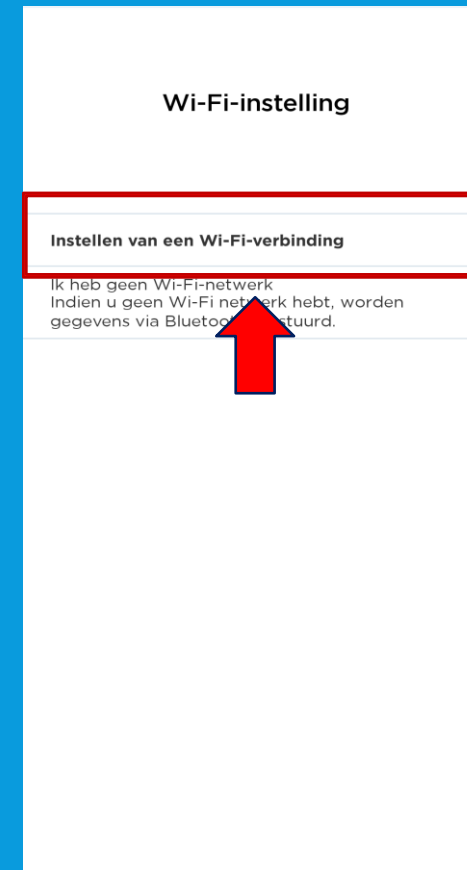 Wi-Fi-instelling
Instellen van een Wi-Fi-verbinding
Ik heb geen Wi-Fi-netwerk
Indien u geen Wi-Fi netwerk hebt, worden
gegevens via